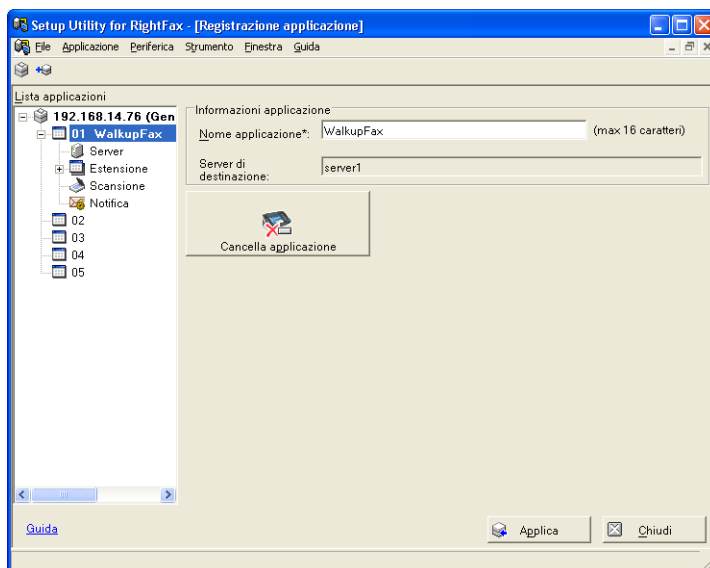 Setup Utility for RightFax - [Registrazione applicazione]
File Applicazione Periferica Strumento Finestra Guida
Lista applicazioni
192.168.14.76 (Gen
01 WalkupFax
Server
Estensione
Scansione
Notifica
02
03
04
05
Informazioni applicazione
Nome applicazione*: WalkupFax (max 16 caratteri)
Server di
destinazione: server1
Cancella applicazione
Guida
Applica Chiudi